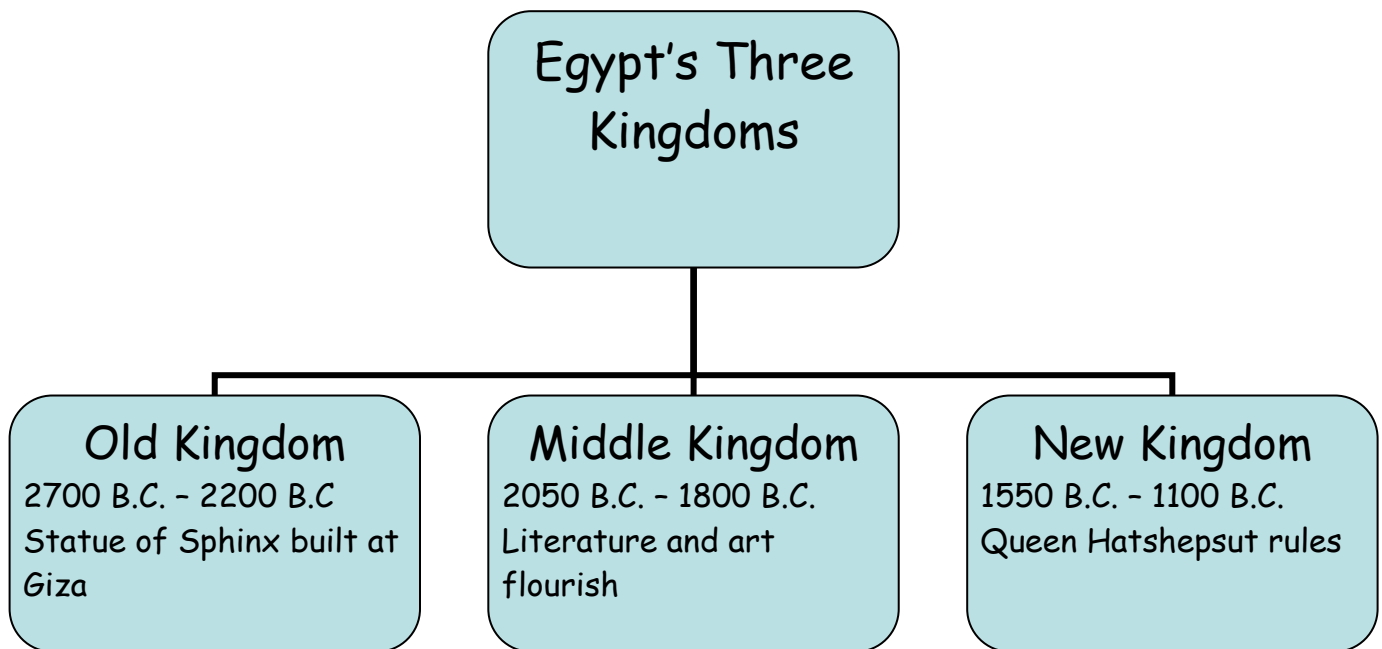 Egypt's Three
Kingdoms
Old Kingdom
2700 B.C. – 2200 B.C
Statue of Sphinx built at
Giza
Middle Kingdom
2050 B.C. – 1800 B.C.
Literature and art
flourish
New Kingdom
1550 B.C. – 1100 B.C.
Queen Hatshepsut rules